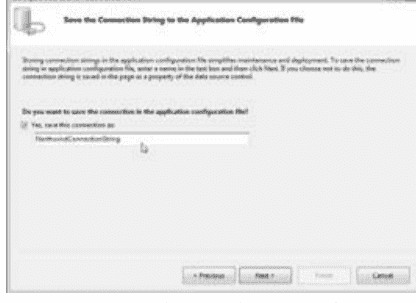 Save the Connection String to the Application Configuration File
Storing connection strings in the application configuration file simplifies maintenance and deployment. To save the connection
string in application configuration file, enter a name in the text box and then click Next. If you choose not to do this, the
connection string is saved in the page as a property of the data source control.
Do you want to save the connection in the application configuration file?
Yes, save this connection as:
NorthwindConnectionString
< Previous Next > Finish Cancel